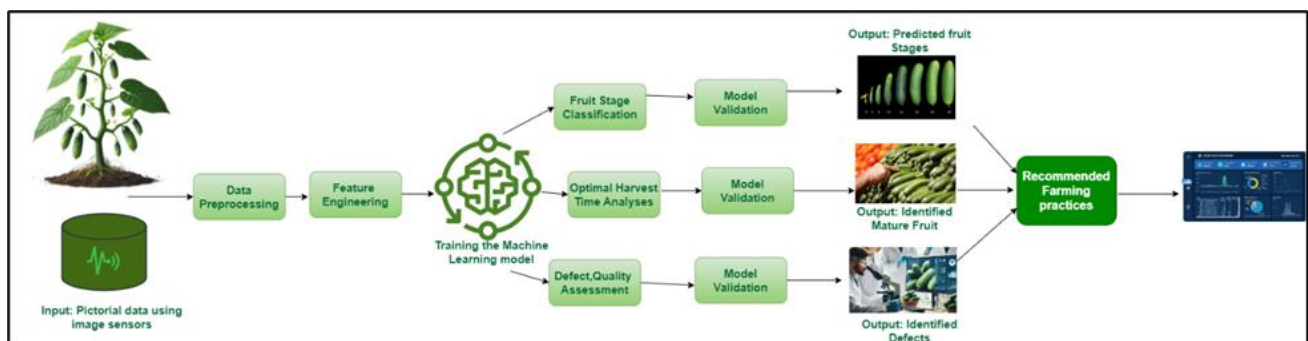 Input: Pictorial data using
image sensors
Data
Preprocessing
Feature
Engineering
Training the Machine
Learning model
Fruit Stage
Classification
Model
Validation
Output: Predicted fruit
Stages
Optimal Harvest
Time Analyses
Model
Validation
Output: Identified
Mature Fruit
Defect,Quality
Assessment
Model
Validation
Output: Identified
Defects
Recommended
Farming
practices